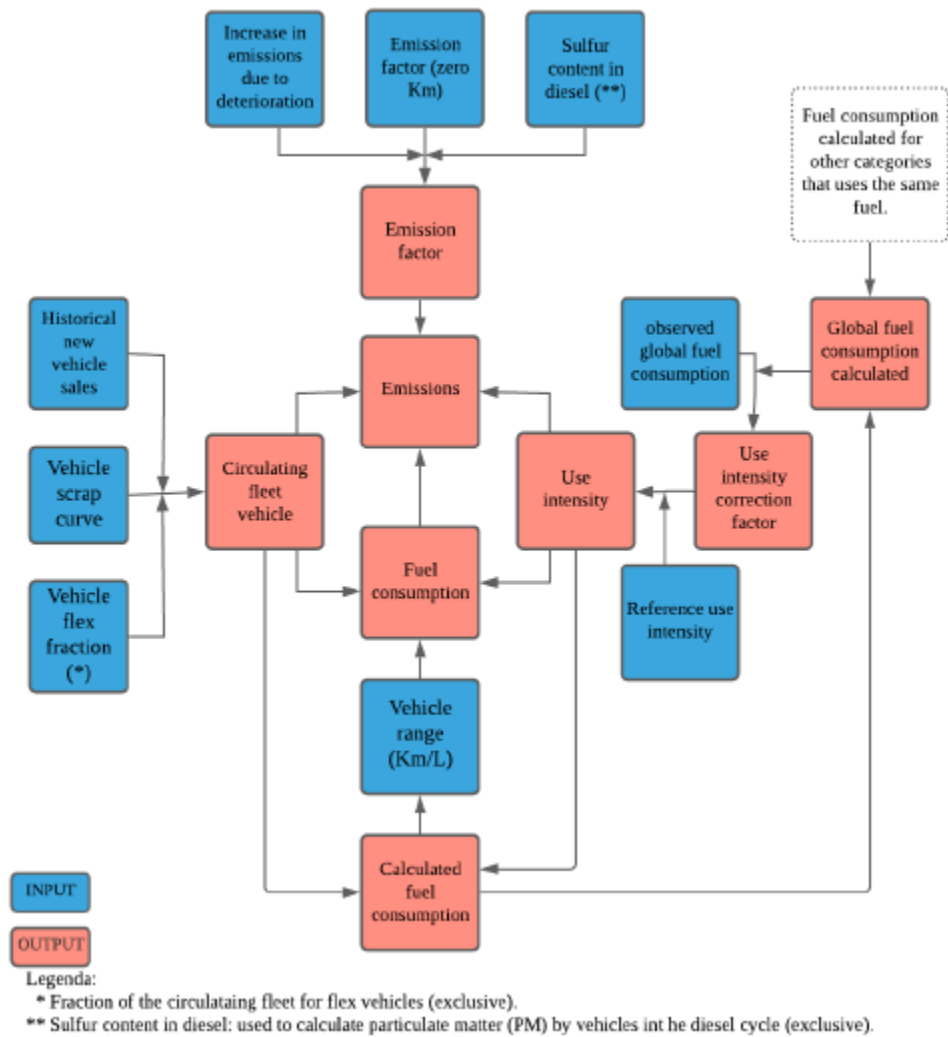 Increase in
emissions
due to
deterioration
Emission
factor (zero
Km)
Sulfur
content in
diesel (**)
Fuel consumption
calculated for
other categories
that uses the same
fuel.
Emission
factor
Historical
new
vehicle
sales
Emissions
observed
global fuel
consumption
Global fuel
consumption
calculated
Vehicle
scrap
curve
Circulating
fleet
vehicle
Use
intensity
Use
intensity
correction
factor
Vehicle
flex
fraction
(*)
Fuel
consumption
Reference use
intensity
Vehicle
range
(Km/L)
Calculated
fuel
consumption
INPUT
OUTPUT
Legenda:
* Fraction of the circulataing fleet for flex vehicles (exclusive).
** Sulfur content in diesel: used to calculate particulate matter (PM) by vehicles int he diesel cycle (exclusive).